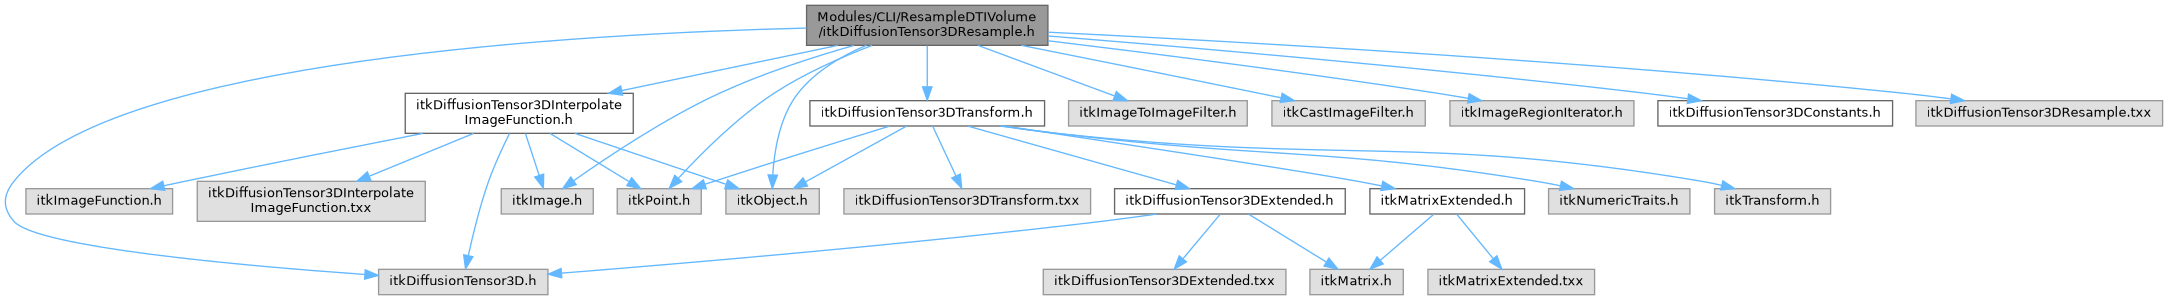 Modules/CLI/ResampleDTIVolume
/itkDiffusionTensor3DResample.h
itkDiffusionTensor3DInterpolate
ImageFunction.h
itkDiffusionTensor3DTransform.h
itkImageToImageFilter.h
itkCastImageFilter.h
itkImageRegionIterator.h
itkDiffusionTensor3DConstants.h
itkDiffusionTensor3DResample.txx
itkImageFunction.h
itkDiffusionTensor3DInterpolate
ImageFunction.txx
itkImage.h
itkPoint.h
itkObject.h
itkDiffusionTensor3DTransform.txx
itkDiffusionTensor3DExtended.h
itkMatrixExtended.h
itkNumericTraits.h
itkTransform.h
itkDiffusionTensor3D.h
itkDiffusionTensor3DExtended.txx
itkMatrix.h
itkMatrixExtended.txx